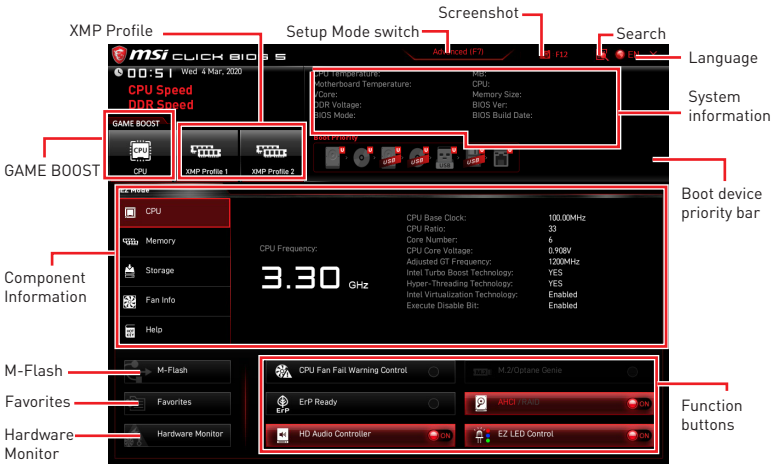 Screenshot
XMP Profile
Setup Mode switch
Search
msi CLICK BIOS 5
Advanced (F7)
F12
EN
X
Language
00:51 Wed 4 Mar, 2020
CPU Speed
DDR Speed
CPU Temperature:
Motherboard Temperature:
VCore:
DDR Voltage:
BIOS Mode:
MB:
CPU:
Memory Size:
BIOS Ver:
BIOS Build Date:
System
information
GAME BOOST
CPU
CPU
XMP Profile 1
XMP Profile 2
GAME BOOST
Boot Priority
U
U
U USB
U
U USB
U USB
U
Boot device
priority bar
EZ Mode
CPU
Memory
Storage
Fan Info
Help
Component
Information
CPU Frequency:
3.30 GHz
CPU Base Clock: 100.00MHz
CPU Ratio: 33
Core Number: 6
CPU Core Voltage: 0.908V
Adjusted GT Frequency: 1200MHz
Intel Turbo Boost Technology: YES
Hyper-Threading Technology: YES
Intel Virtualization Technology: Enabled
Execute Disable Bit: Enabled
M-Flash
Favorites
Hardware
Monitor
M-Flash
Favorites
Hardware Monitor
CPU Fan Fail Warning Control
M.2/Optane Genie
ErP
ErP Ready
AHCI /RAID
ON
HD Audio Controller
ON
EZ LED Control
ON
Function
buttons